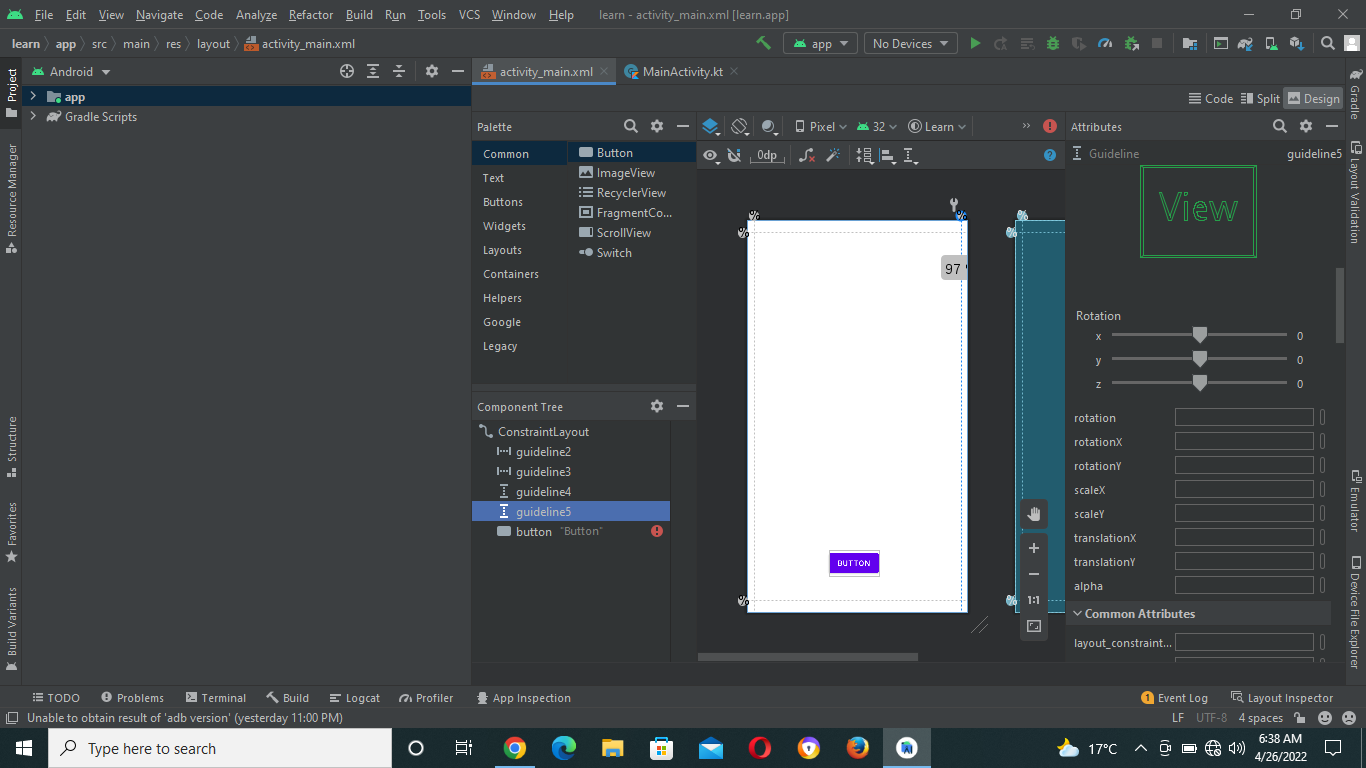 File Edit View Navigate Code Analyze Refactor Build Run Tools VCS Window Help learn - activity_main.xml [learn.app]
learn app src main res layout activity_main.xml app No Devices
Project
Android
activity_main.xml MainActivity.kt
Gradle
app
Gradle Scripts
Code Split Design
Palette
Pixel 32 Learn
Attributes
Common
Text
Buttons
Widgets
Layouts
Containers
Helpers
Google
Legacy
Button
ImageView
RecyclerView
FragmentCo...
ScrollView
Switch
0dp
Guideline guideline5
View
Resource Manager
Layout Validation
97
Rotation
x 0
y 0
z 0
Component Tree
ConstraintLayout
guideline2
guideline3
guideline4
guideline5
button "Button"
BUTTON
1:1
rotation
rotationX
rotationY
scaleX
scaleY
translationX
translationY
alpha
Common Attributes
layout_constraint...
Structure
Favorites
Build Variants
Emulator
Device File Explorer
TODO Problems Terminal Build Logcat Profiler App Inspection 1 Event Log Layout Inspector
Unable to obtain result of 'adb version' (yesterday 11:00 PM) LF UTF-8 4 spaces
Type here to search
17°C
6:38 AM
4/26/2022